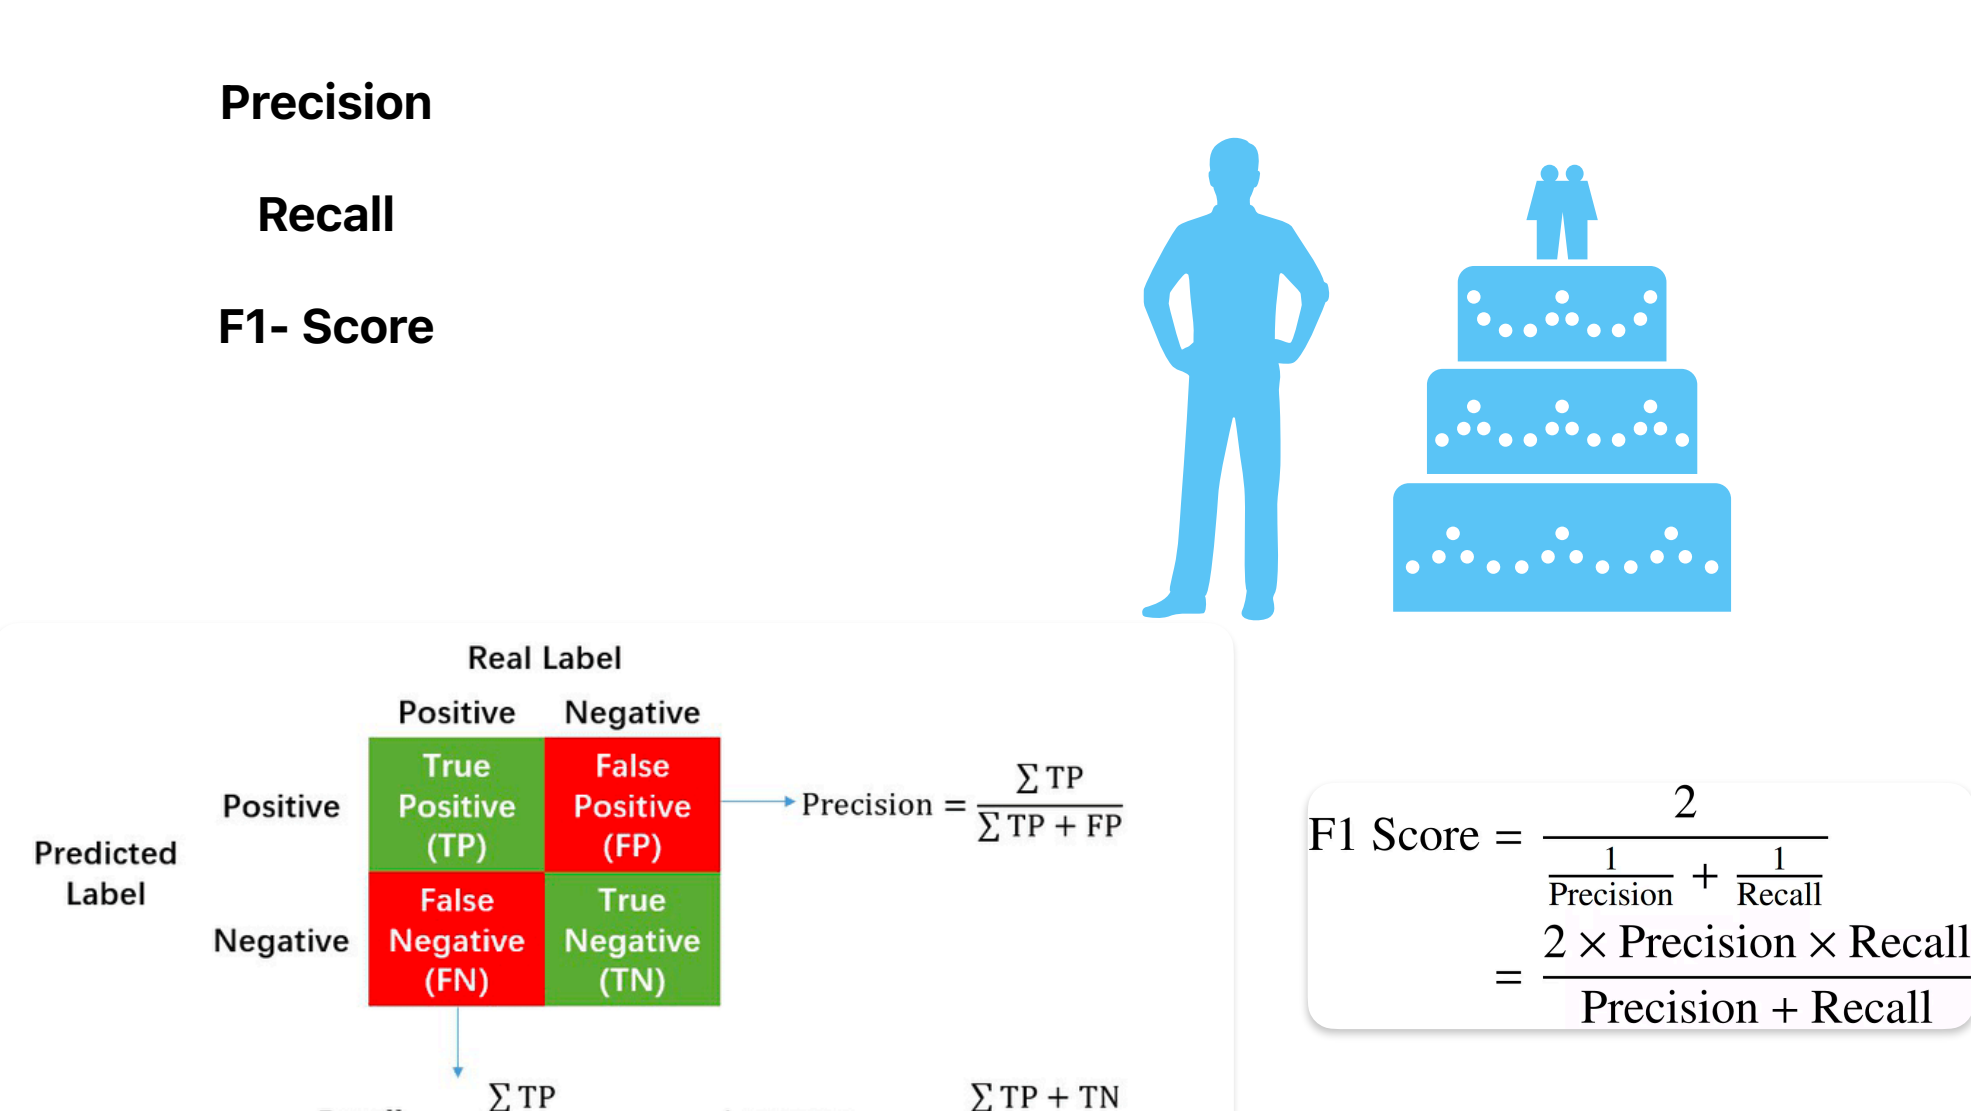 Precision
Recall
F1- Score
Real Label
Positive Negative
Predicted
Label
Positive
True
Positive
(TP)
False
Positive
(FP)
Precision = ∑ TP / ∑ TP + FP
Negative
False
Negative
(FN)
True
Negative
(TN)
∑ TP
∑ TP + TN
F1 Score = 2 / (1/Precision + 1/Recall)
= 2 × Precision × Recall / Precision + Recall